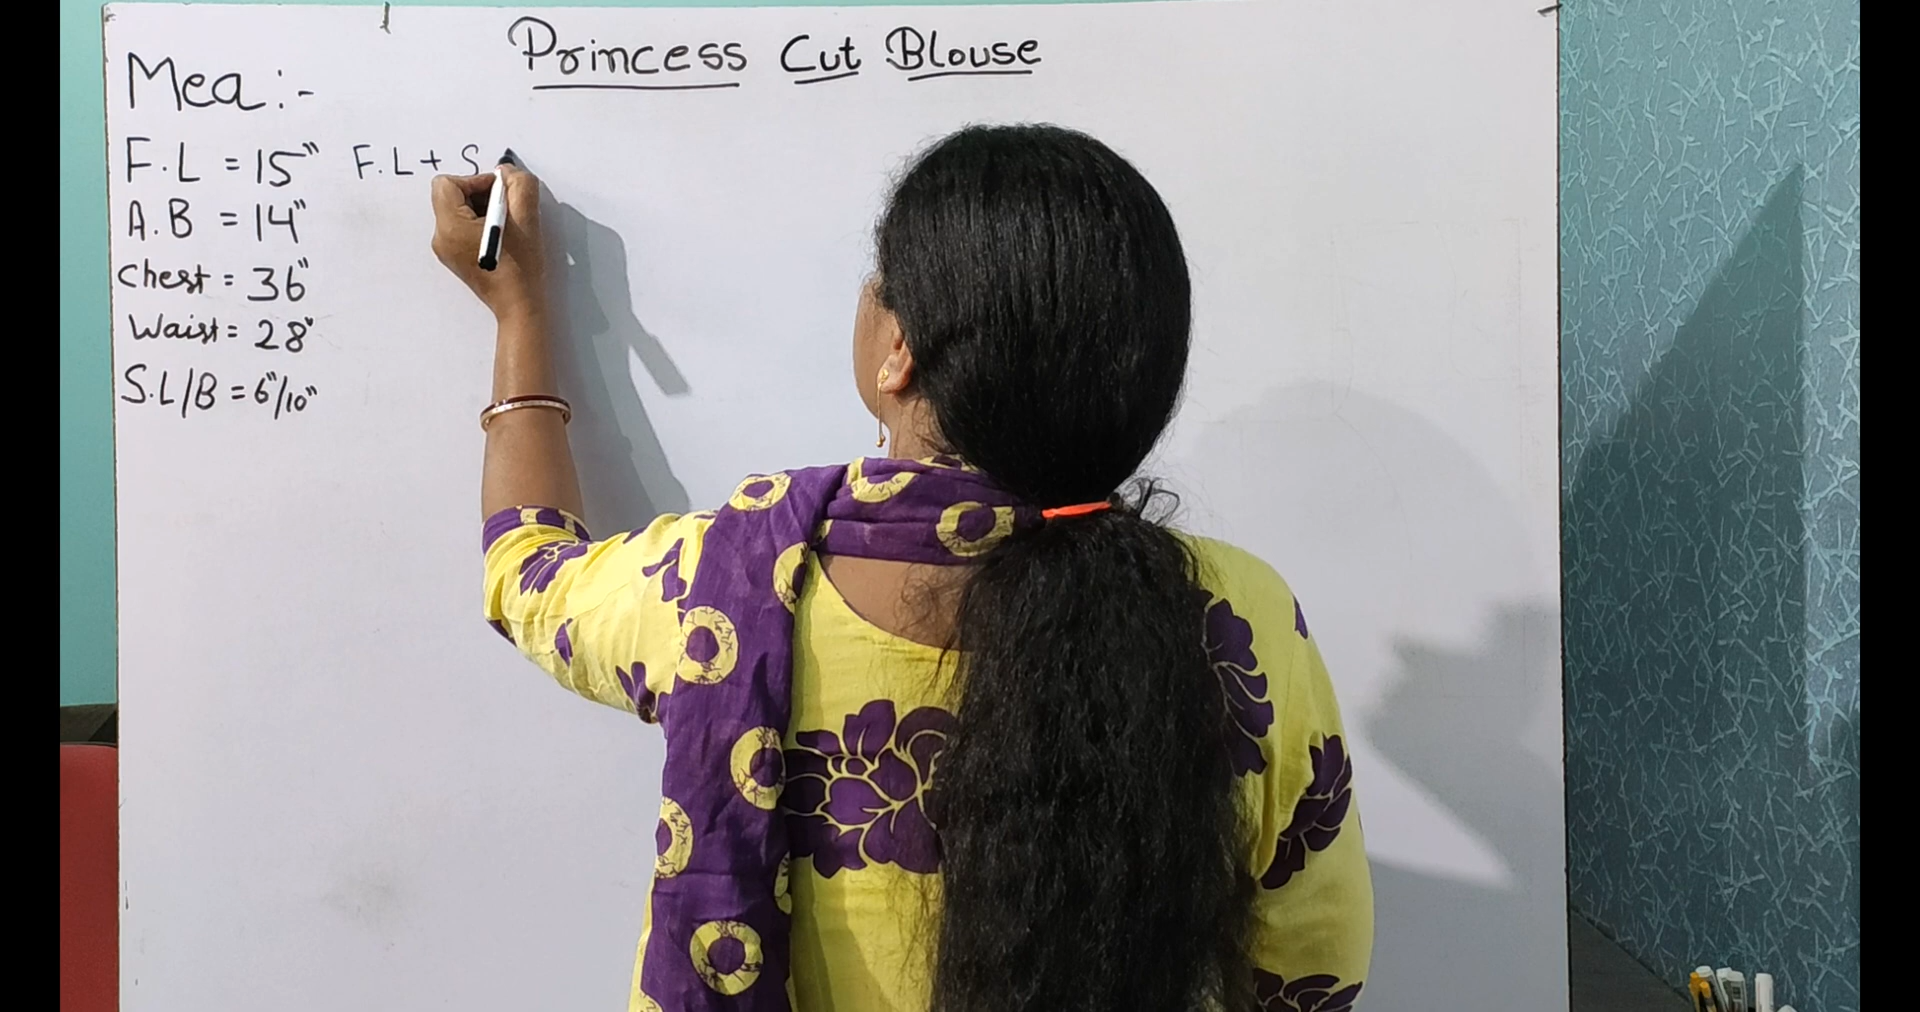 Princess Cut Blouse
Mea:-
F.L = 15" F.L + S
A.B = 14"
Chest = 36"
Waist = 28"
S.L/B = 6"/10"